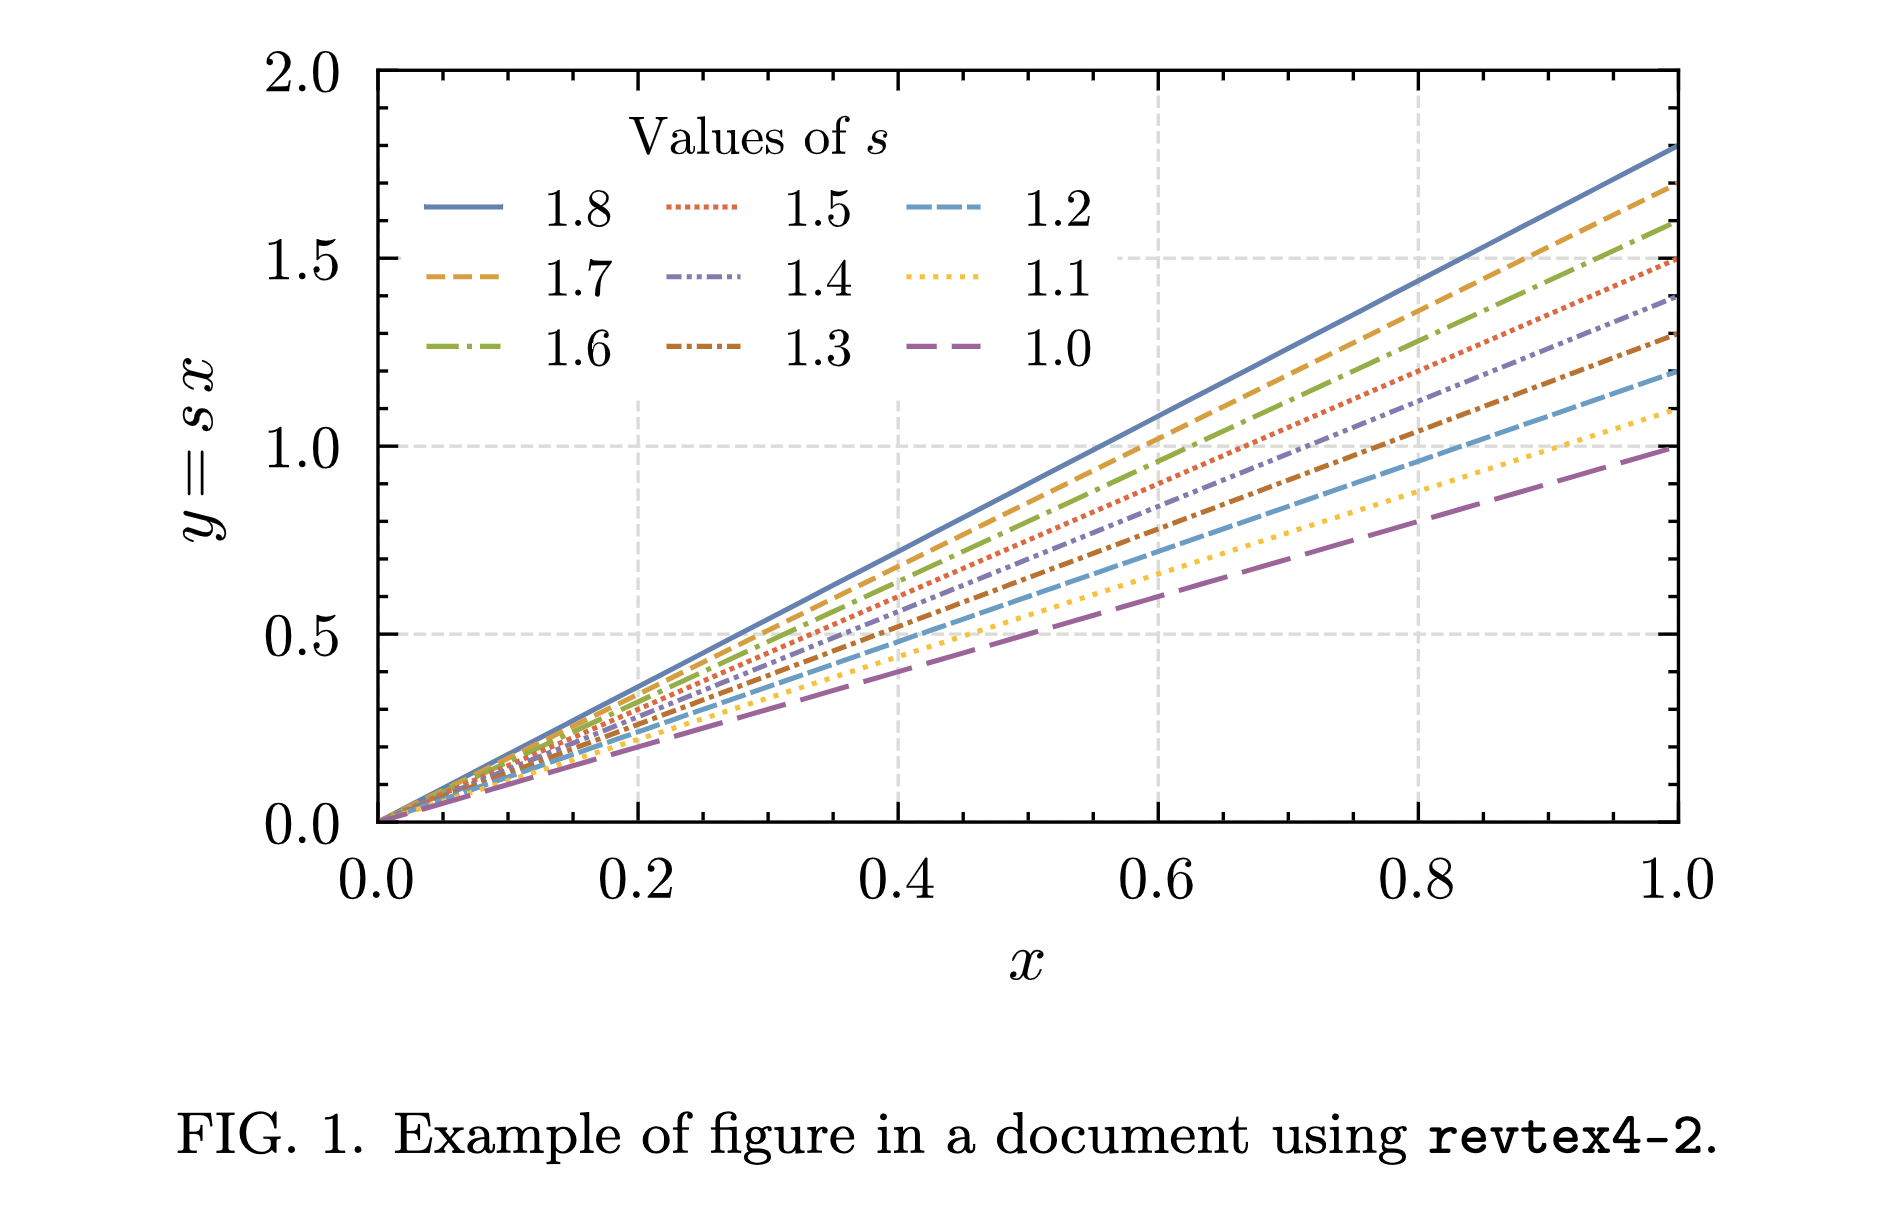 2.0
Values of s
1.8 1.5 1.2
1.5
1.7 1.4 1.1
1.6 1.3 1.0
y = s x
1.0
0.5
0.0
0.0 0.2 0.4 0.6 0.8 1.0
x
FIG. 1. Example of figure in a document using revtex4-2.